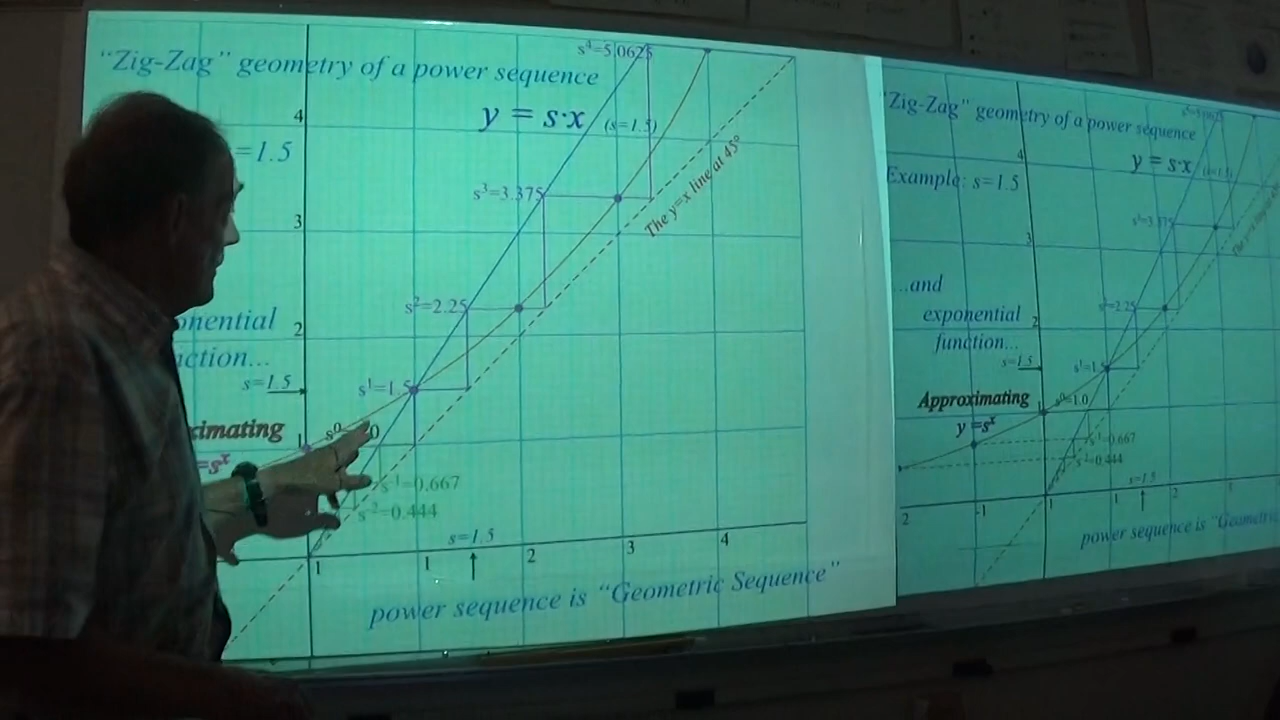 "Zig-Zag" geometry of a power sequence
s⁴=5.0625
y = s·x (s=1.5)
4
=1.5
s³=3.375
The y=x line at 45°
3
onential
s²=2.25
2
ction...
s=1.5
s¹=1.5
ximating
1
s⁰
0
=sˣ
s⁻¹=0.667
s⁻²=0.444
s=1.5
1
1
2
3
4
power sequence is "Geometric Sequence"
"Zig-Zag" geometry of a power sequence
4
y = s·x
Example: s=1.5
3
...and
exponential
s²=2.25
2
function...
s=1.5
s¹=1.5
Approximating
1
s⁰=1.0
y =sˣ
s⁻¹=0.667
s⁻²=0.444
s=1.5
2
-1
1
1
2
power sequence is "Geometric